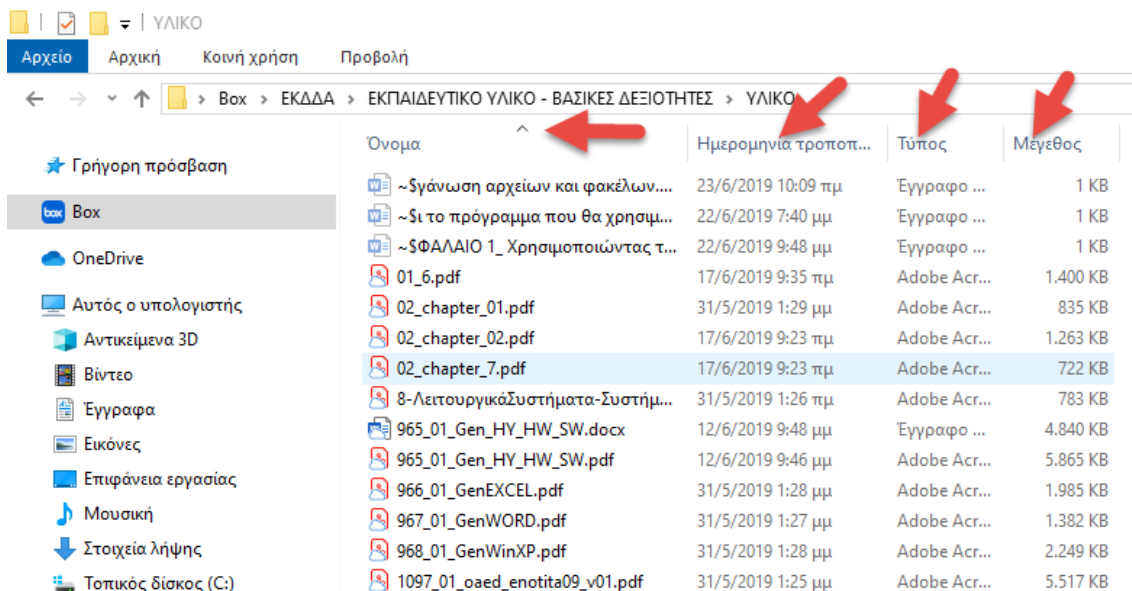 ΥΛΙΚΟ
Αρχείο Αρχική Κοινή χρήση Προβολή
Box > ΕΚΔΔΑ > ΕΚΠΑΙΔΕΥΤΙΚΟ ΥΛΙΚΟ - ΒΑΣΙΚΕΣ ΔΕΞΙΟΤΗΤΕΣ > ΥΛΙΚΟ
Όνομα Ημερομηνία τροποπ... Τύπος Μέγεθος
Γρήγορη πρόσβαση
Box
OneDrive
Αυτός ο υπολογιστής
Αντικείμενα 3D
Βίντεο
Έγγραφα
Εικόνες
Επιφάνεια εργασίας
Μουσική
Στοιχεία λήψης
Τοπικός δίσκος (C:)
~$γάνωση αρχείων και φακέλων.... 23/6/2019 10:09 πμ Έγγραφο ... 1 KB
~$ι το πρόγραμμα που θα χρησιμ... 22/6/2019 7:40 μμ Έγγραφο ... 1 KB
~$ΦΑΛΑΙΟ 1_ Χρησιμοποιώντας τ... 22/6/2019 9:48 μμ Έγγραφο ... 1 KB
01_6.pdf 17/6/2019 9:35 πμ Adobe Acr... 1.400 KB
02_chapter_01.pdf 31/5/2019 1:29 μμ Adobe Acr... 835 KB
02_chapter_02.pdf 17/6/2019 9:23 πμ Adobe Acr... 1.263 KB
02_chapter_7.pdf 17/6/2019 9:23 πμ Adobe Acr... 722 KB
8-ΛειτουργικάΣυστήματα-Συστήμ... 31/5/2019 1:26 πμ Adobe Acr... 783 KB
965_01_Gen_HY_HW_SW.docx 12/6/2019 9:48 μμ Έγγραφο ... 4.840 KB
965_01_Gen_HY_HW_SW.pdf 12/6/2019 9:46 μμ Adobe Acr... 5.865 KB
966_01_GenEXCEL.pdf 31/5/2019 1:28 μμ Adobe Acr... 1.985 KB
967_01_GenWORD.pdf 31/5/2019 1:27 μμ Adobe Acr... 1.382 KB
968_01_GenWinXP.pdf 31/5/2019 1:28 μμ Adobe Acr... 2.249 KB
1097_01_oaed_enotita09_v01.pdf 31/5/2019 1:25 μμ Adobe Acr... 5.517 KB